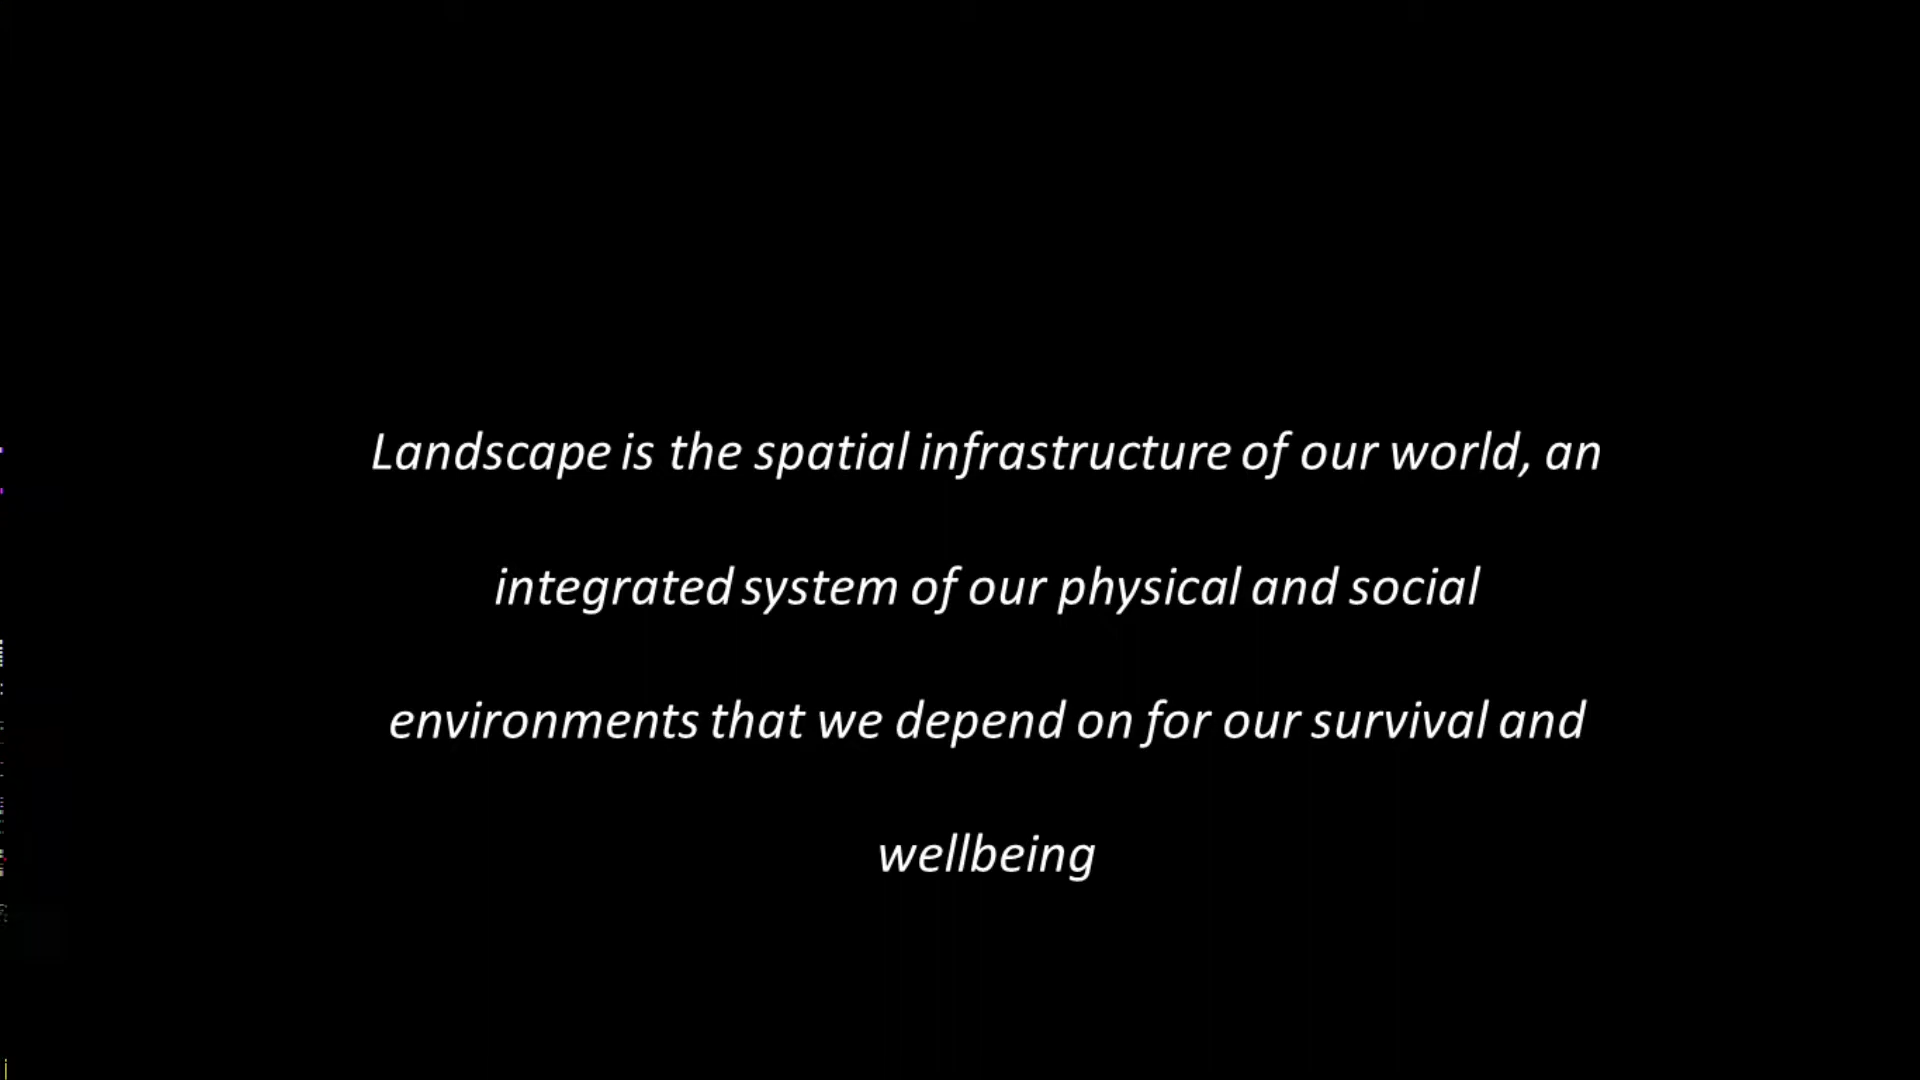 Landscape is the spatial infrastructure of our world, an
integrated system of our physical and social
environments that we depend on for our survival and
wellbeing